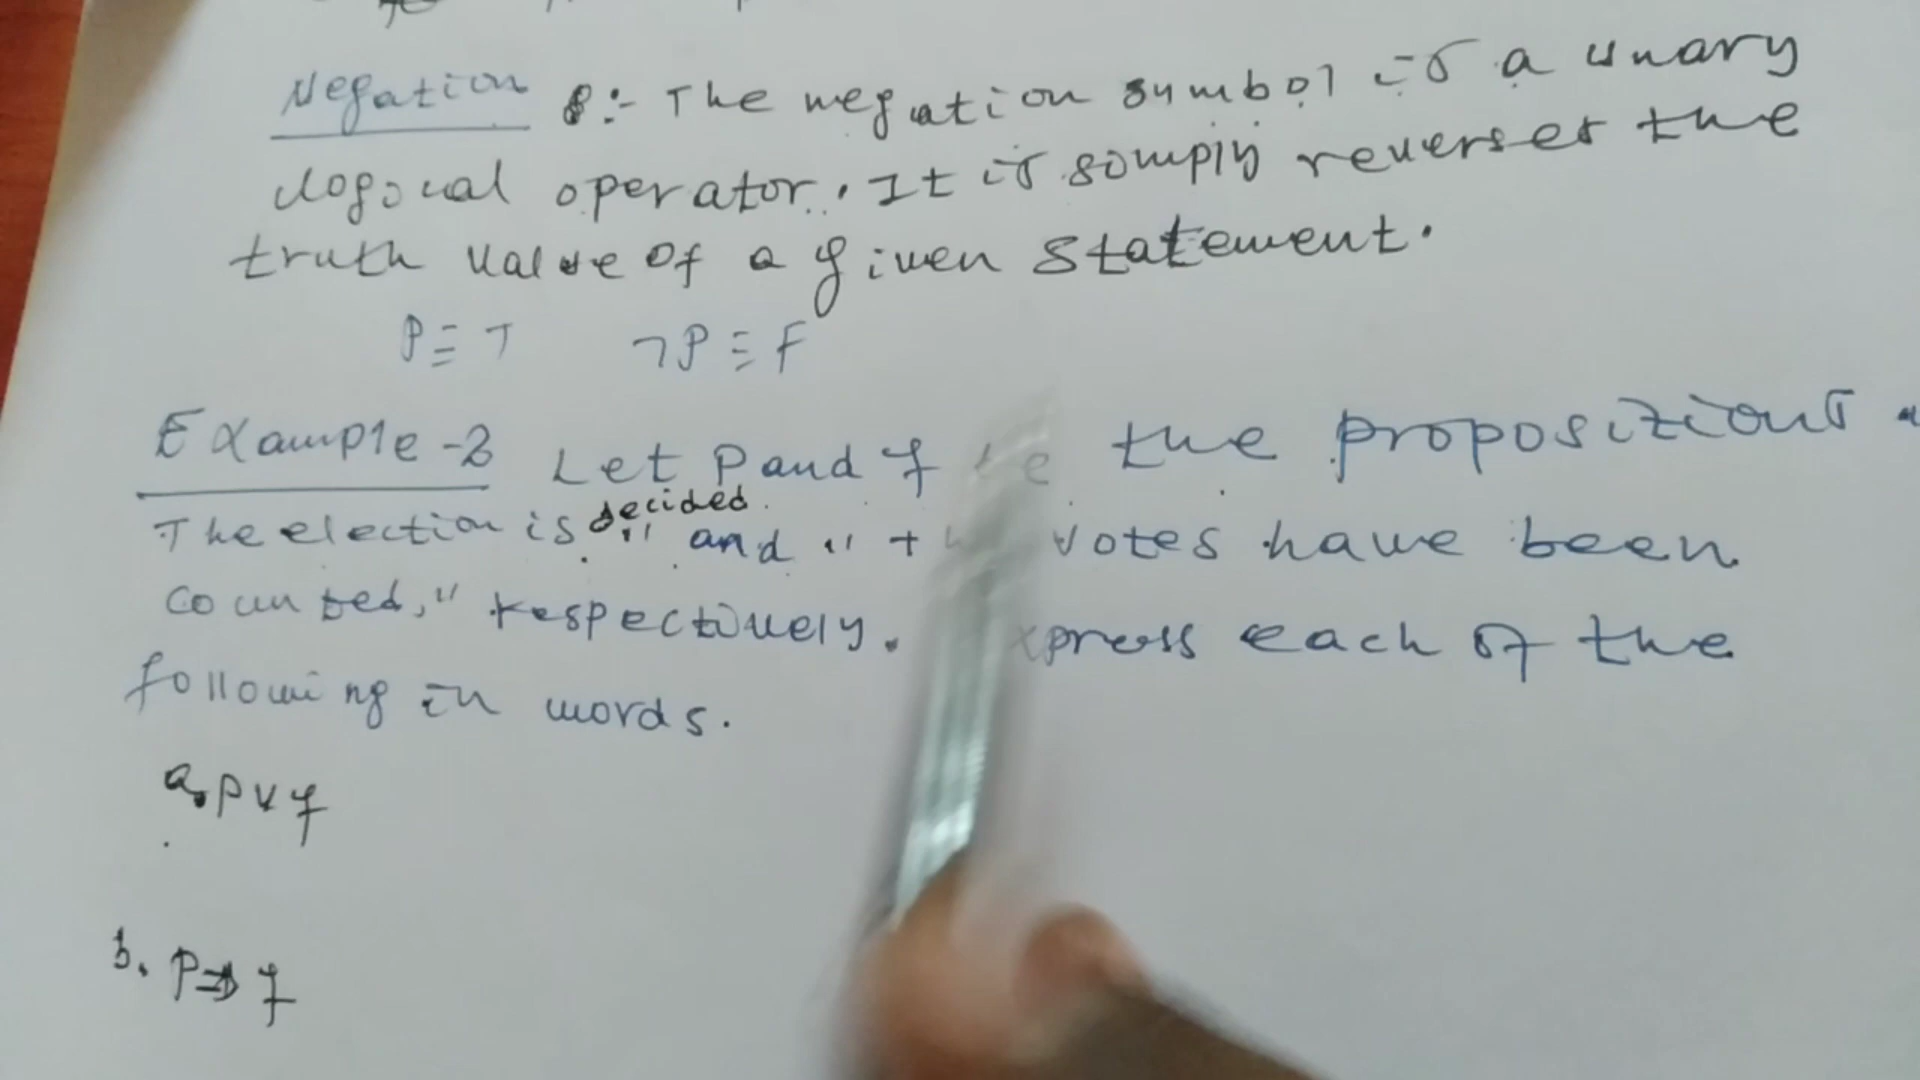 Negation :- The negation symbol is a unary
logical operator. It is simply reverses the
truth value of a given statement.
P ≡ T ¬P ≡ F
Example-2 Let P and q the propositions
decided
The election is " and " votes have been
counted," respectively. each of the
following in words.
a. p ∨ q
b. P ⇒ q